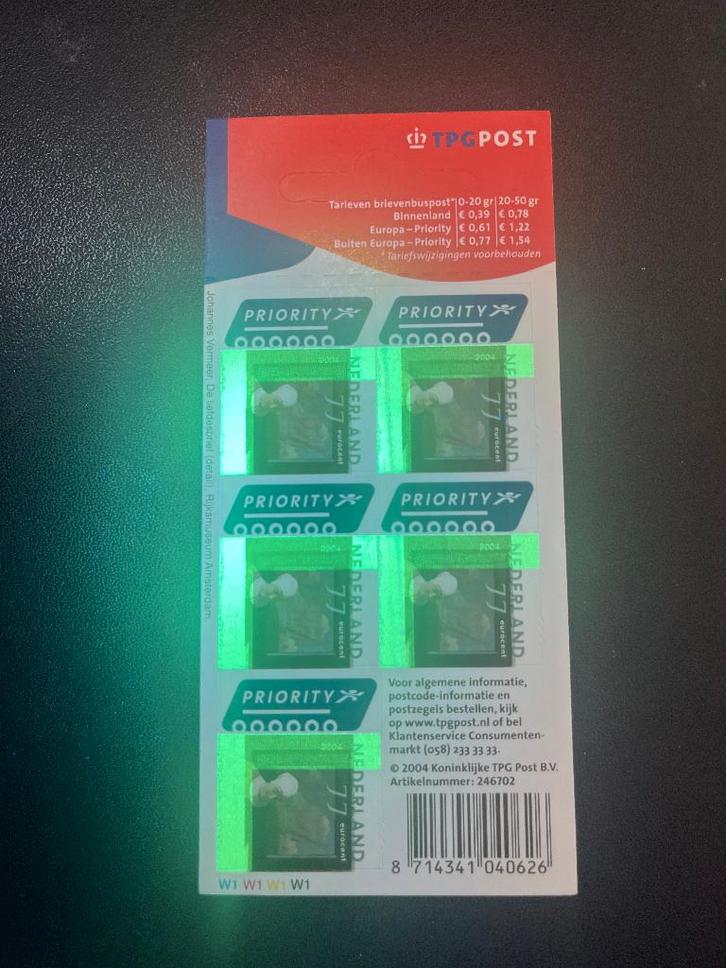 TPGPOST
Tarieven brievenbuspost* 0-20 gr 20-50 gr
Binnenland € 0,39 € 0,78
Europa – Priority € 0,61 € 1,22
Buiten Europa – Priority € 0,77 € 1,54
* Tariefswijzigingen voorbehouden
Johannes Vermeer, De liefdesbrief (detail), Rijksmuseum Amsterdam.
PRIORITY
2004
NEDERLAND
77
eurocent
PRIORITY
2004
NEDERLAND
77
eurocent
PRIORITY
2004
NEDERLAND
77
eurocent
PRIORITY
2004
NEDERLAND
77
eurocent
PRIORITY
2004
NEDERLAND
77
eurocent
Voor algemene informatie,
postcode-informatie en
postzegels bestellen, kijk
op www.tpgpost.nl of bel
Klantenservice Consumenten-
markt (058) 233 33 33.
© 2004 Koninklijke TPG Post B.V.
Artikelnummer: 246702
8 714341 040626
W1 W1 W1 W1